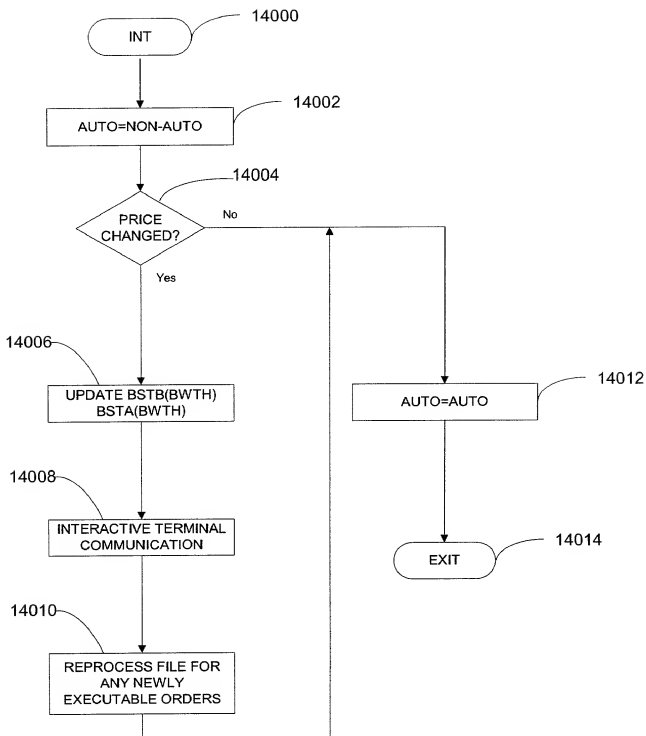 14000
INT
14002
AUTO=NON-AUTO
14004
PRICE
CHANGED?
No
Yes
14006
UPDATE BSTB(BWTH)
BSTA(BWTH)
14012
AUTO=AUTO
14008
INTERACTIVE TERMINAL
COMMUNICATION
14014
EXIT
14010
REPROCESS FILE FOR
ANY NEWLY
EXECUTABLE ORDERS